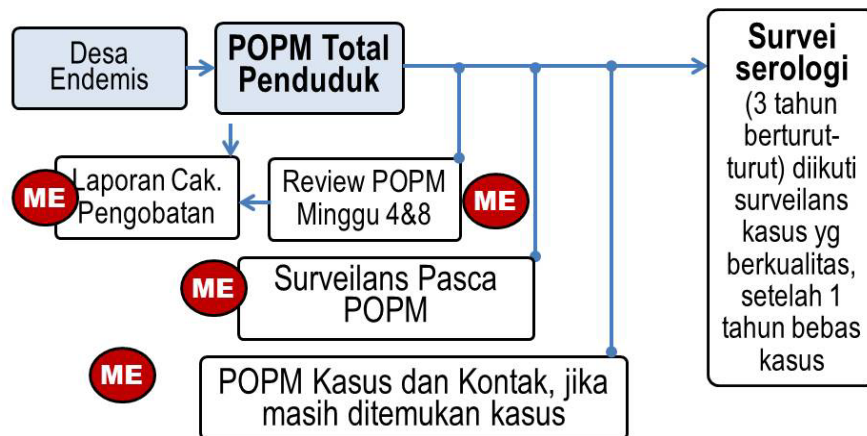 Desa
Endemis
POPM Total
Penduduk
Survei
serologi
(3 tahun
berturut-
turut) diikuti
surveilans
kasus yg
berkualitas,
setelah 1
tahun bebas
kasus
ME
Laporan Cak.
Pengobatan
Review POPM
Minggu 4&8
ME
ME
Surveilans Pasca
POPM
ME
POPM Kasus dan Kontak, jika
masih ditemukan kasus